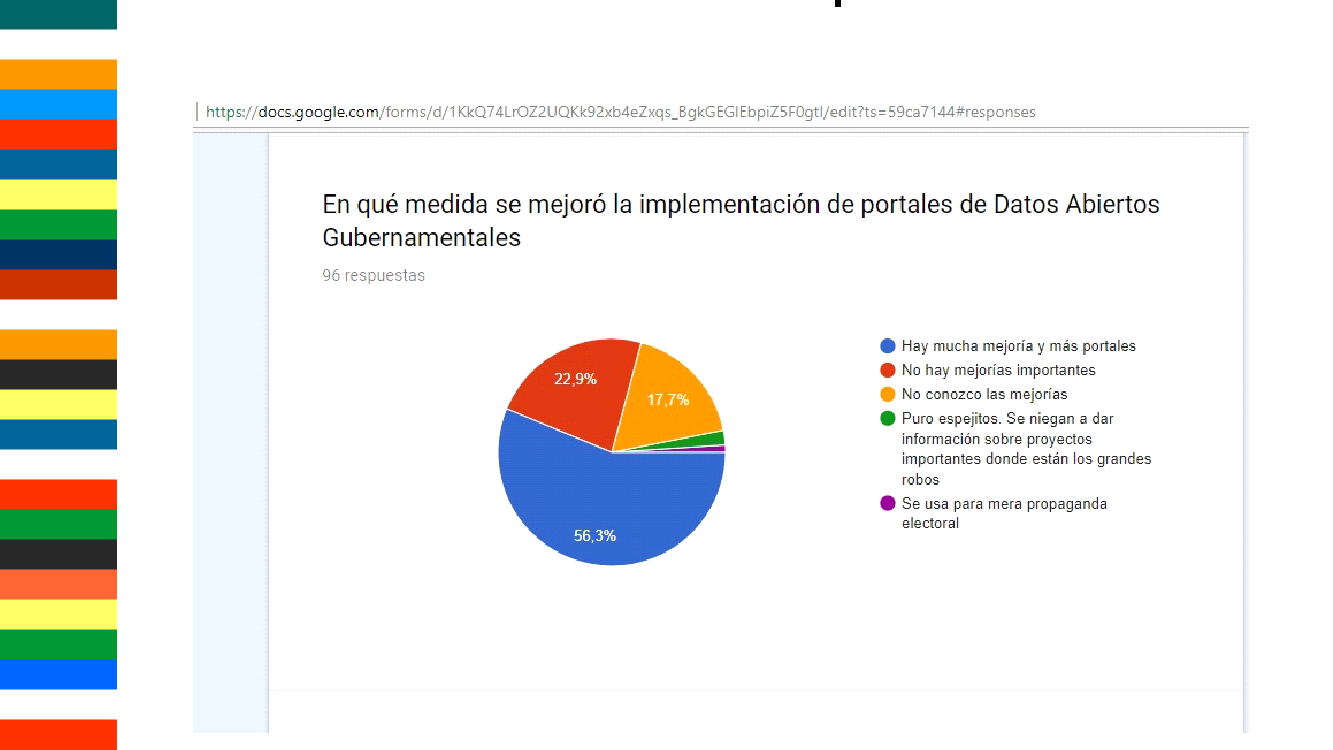 https://docs.google.com/forms/d/1KkQ74LrOZ2UQKk92xb4eZxqs_BgkGEGlEbpiZ5F0gtI/edit?ts=59ca7144#responses
En qué medida se mejoró la implementación de portales de Datos Abiertos
Gubernamentales
96 respuestas
22,9%
17,7%
56,3%
Hay mucha mejoría y más portales
No hay mejorías importantes
No conozco las mejorías
Puro espejitos. Se niegan a dar
información sobre proyectos
importantes donde están los grandes
robos
Se usa para mera propaganda
electoral